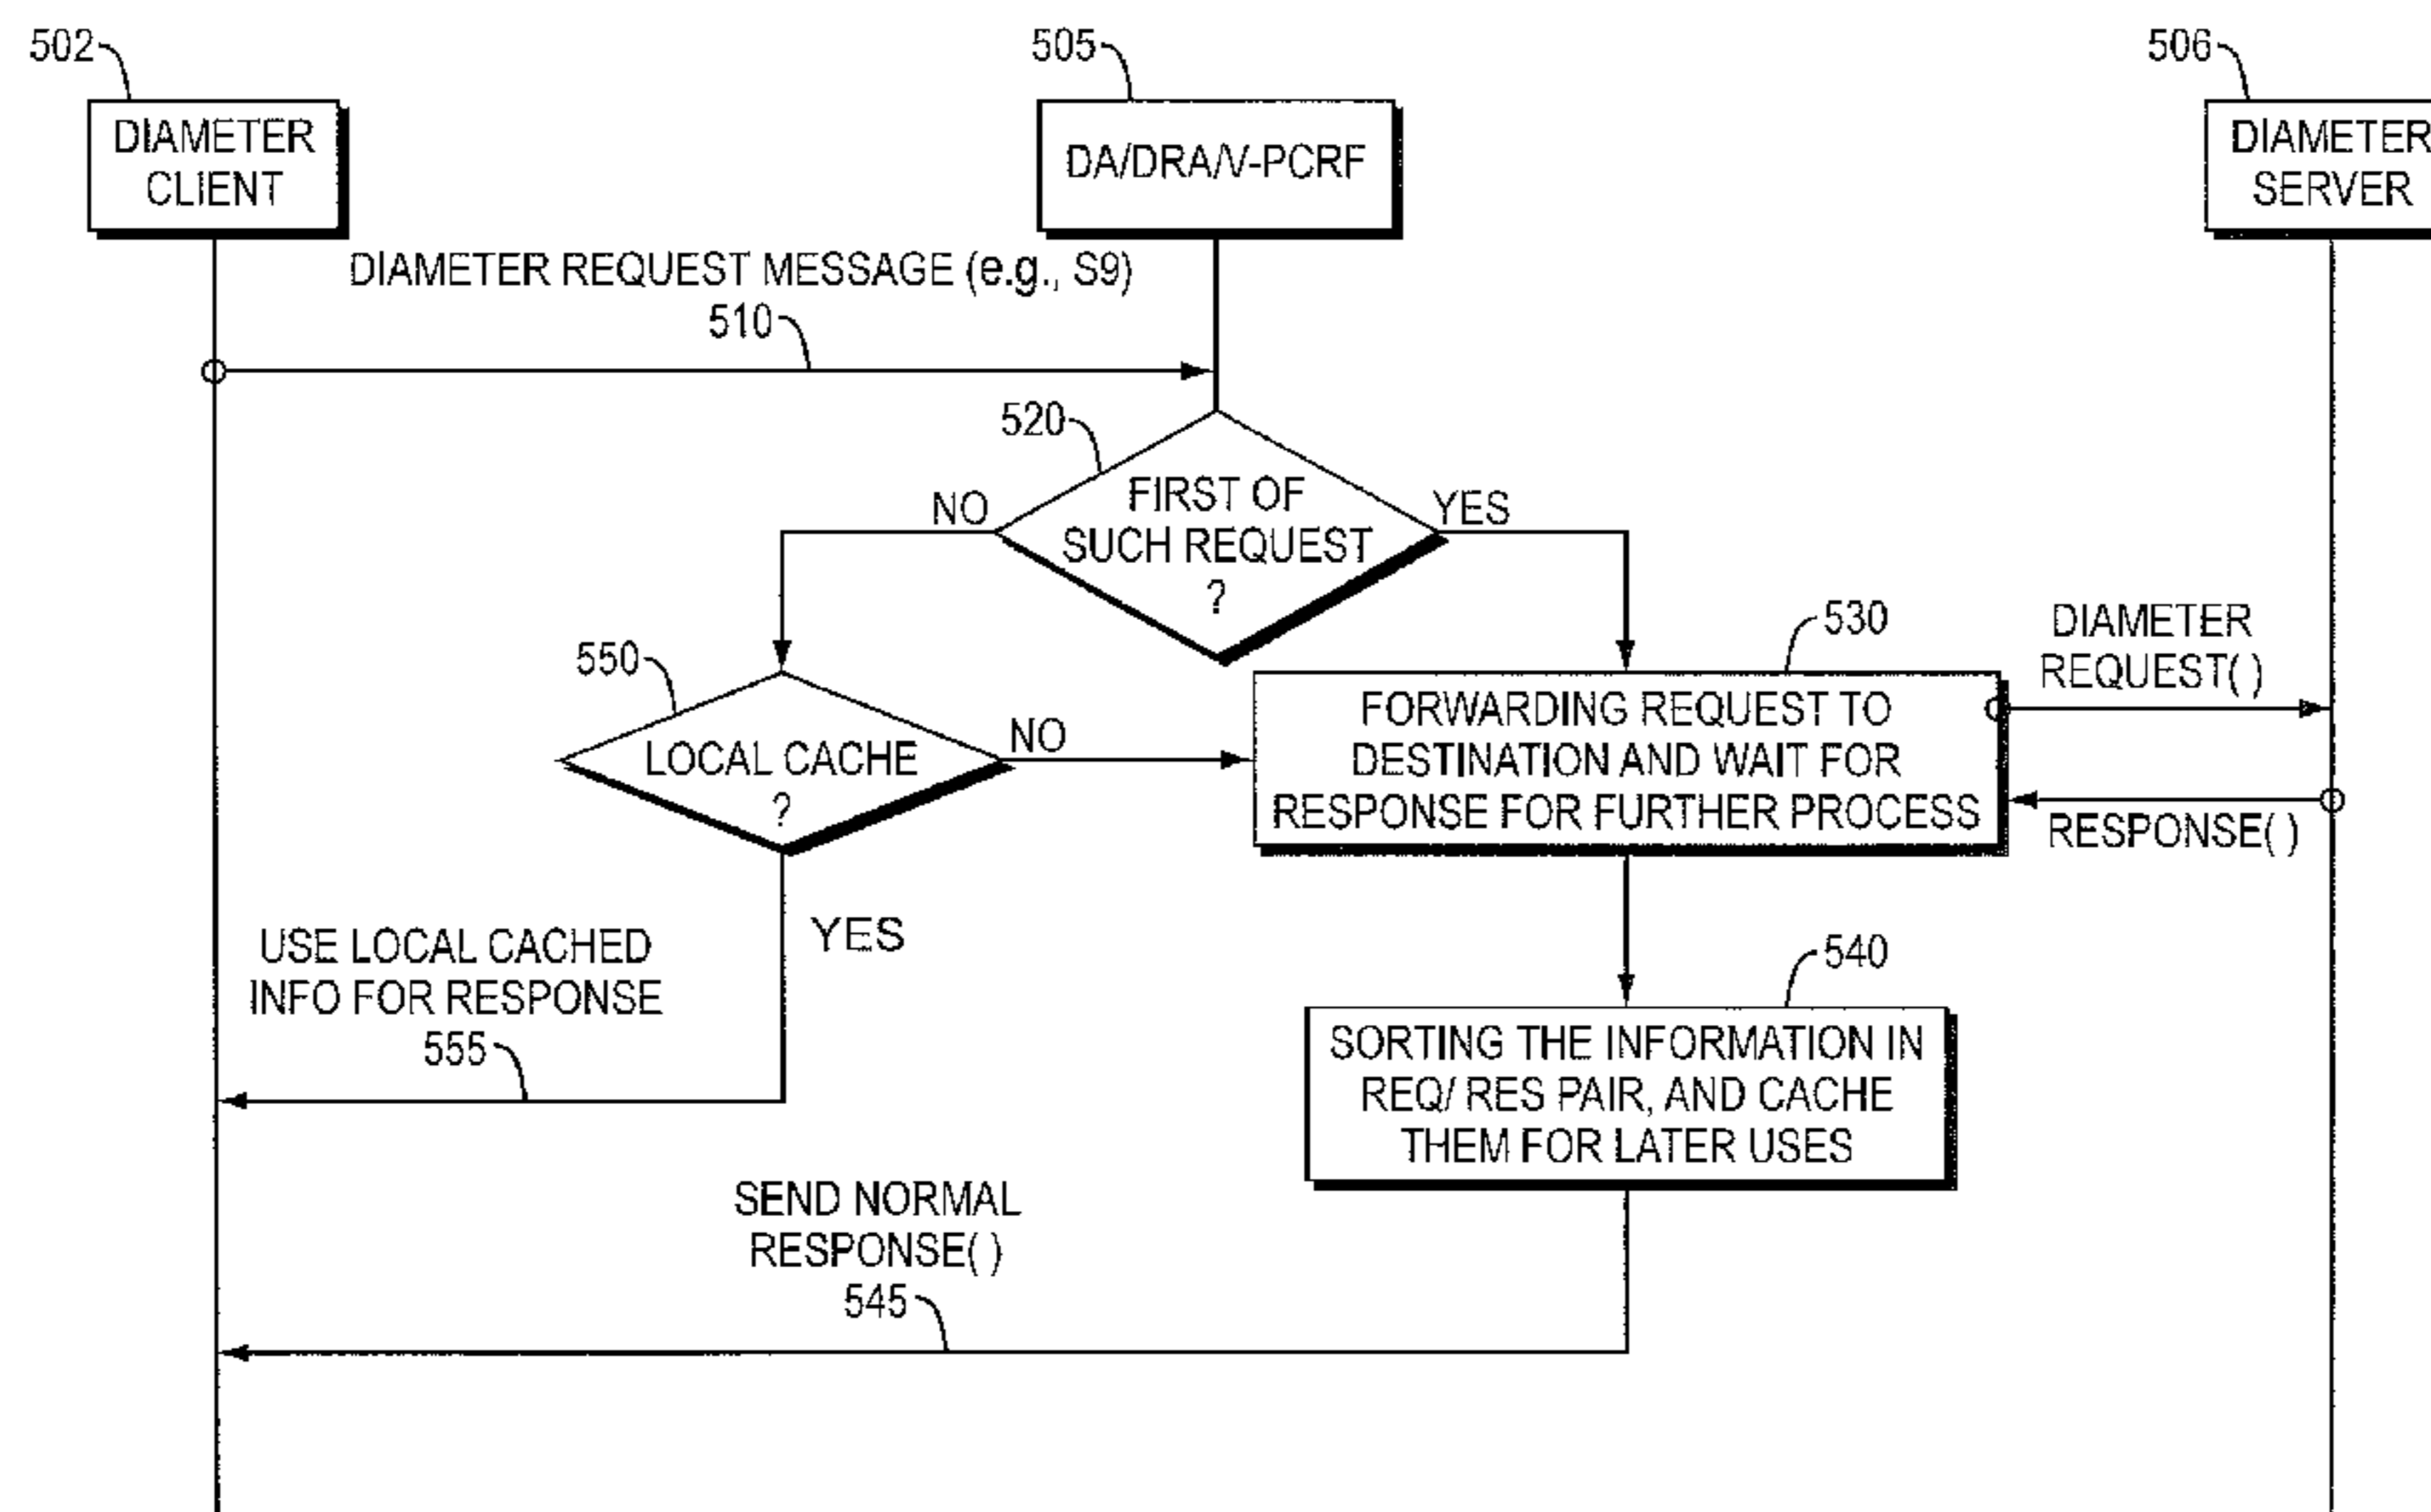 502
505
506
DIAMETER
CLIENT
DA/DRA/V-PCRF
DIAMETER
SERVER
DIAMETER REQUEST MESSAGE (e.g., S9)
510
520
NO
FIRST OF
SUCH REQUEST
?
YES
550
LOCAL CACHE
?
NO
530
FORWARDING REQUEST TO
DESTINATION AND WAIT FOR
RESPONSE FOR FURTHER PROCESS
DIAMETER
REQUEST( )
RESPONSE( )
YES
USE LOCAL CACHED
INFO FOR RESPONSE
555
540
SORTING THE INFORMATION IN
REQ/ RES PAIR, AND CACHE
THEM FOR LATER USES
SEND NORMAL
RESPONSE( )
545